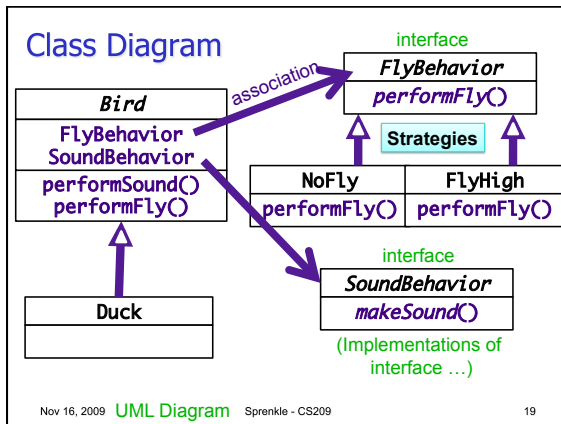 Class Diagram
interface
FlyBehavior
performFly()
association
Bird
FlyBehavior
SoundBehavior
performSound()
performFly()
Strategies
NoFly
performFly()
FlyHigh
performFly()
interface
SoundBehavior
makeSound()
(Implementations of
interface …)
Duck
Nov 16, 2009
UML Diagram
Sprenkle - CS209
19